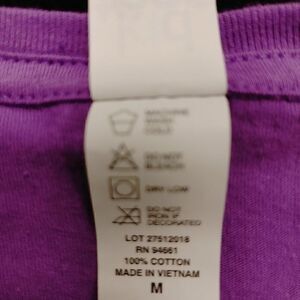 MACHINE
WASH
COLD
DO NOT
BLEACH
DRY LOW
DO NOT
IRON IF
DECORATED
LOT 27512018
RN 94661
100% COTTON
MADE IN VIETNAM
M